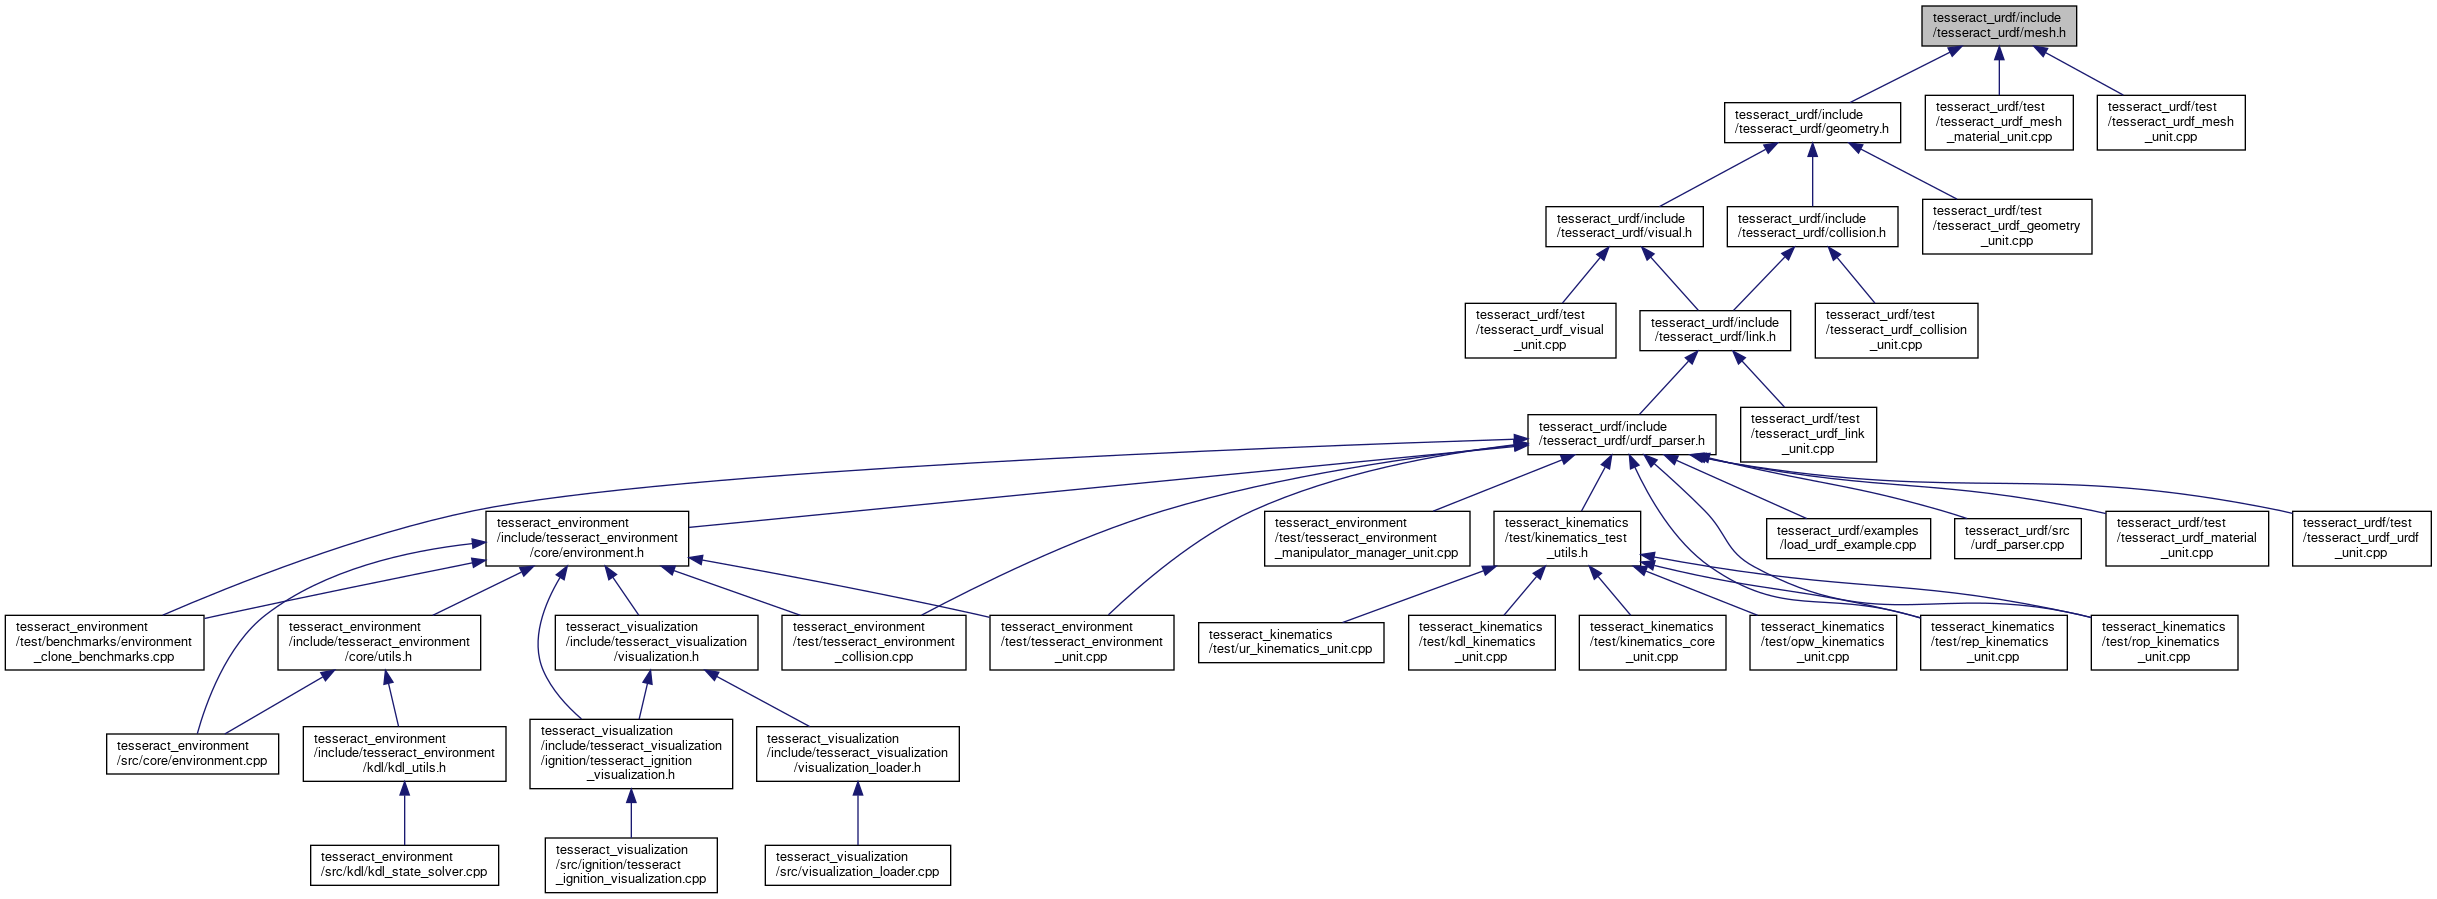 tesseract_urdf/include
/tesseract_urdf/mesh.h
tesseract_urdf/include
/tesseract_urdf/geometry.h
tesseract_urdf/test
/tesseract_urdf_mesh
_material_unit.cpp
tesseract_urdf/test
/tesseract_urdf_mesh
_unit.cpp
tesseract_urdf/include
/tesseract_urdf/visual.h
tesseract_urdf/include
/tesseract_urdf/collision.h
tesseract_urdf/test
/tesseract_urdf_geometry
_unit.cpp
tesseract_urdf/test
/tesseract_urdf_visual
_unit.cpp
tesseract_urdf/include
/tesseract_urdf/link.h
tesseract_urdf/test
/tesseract_urdf_collision
_unit.cpp
tesseract_urdf/include
/tesseract_urdf/urdf_parser.h
tesseract_urdf/test
/tesseract_urdf_link
_unit.cpp
tesseract_environment
/include/tesseract_environment
/core/environment.h
tesseract_environment
/test/tesseract_environment
_manipulator_manager_unit.cpp
tesseract_kinematics
/test/kinematics_test
_utils.h
tesseract_urdf/examples
/load_urdf_example.cpp
tesseract_urdf/src
/urdf_parser.cpp
tesseract_urdf/test
/tesseract_urdf_material
_unit.cpp
tesseract_urdf/test
/tesseract_urdf_urdf
_unit.cpp
tesseract_environment
/test/benchmarks/environment
_clone_benchmarks.cpp
tesseract_environment
/include/tesseract_environment
/core/utils.h
tesseract_visualization
/include/tesseract_visualization
/visualization.h
tesseract_environment
/test/tesseract_environment
_collision.cpp
tesseract_environment
/test/tesseract_environment
_unit.cpp
tesseract_kinematics
/test/ur_kinematics_unit.cpp
tesseract_kinematics
/test/kdl_kinematics
_unit.cpp
tesseract_kinematics
/test/kinematics_core
_unit.cpp
tesseract_kinematics
/test/opw_kinematics
_unit.cpp
tesseract_kinematics
/test/rep_kinematics
_unit.cpp
tesseract_kinematics
/test/rop_kinematics
_unit.cpp
tesseract_environment
/src/core/environment.cpp
tesseract_environment
/include/tesseract_environment
/kdl/kdl_utils.h
tesseract_visualization
/include/tesseract_visualization
/ignition/tesseract_ignition
_visualization.h
tesseract_visualization
/include/tesseract_visualization
/visualization_loader.h
tesseract_environment
/src/kdl/kdl_state_solver.cpp
tesseract_visualization
/src/ignition/tesseract
_ignition_visualization.cpp
tesseract_visualization
/src/visualization_loader.cpp